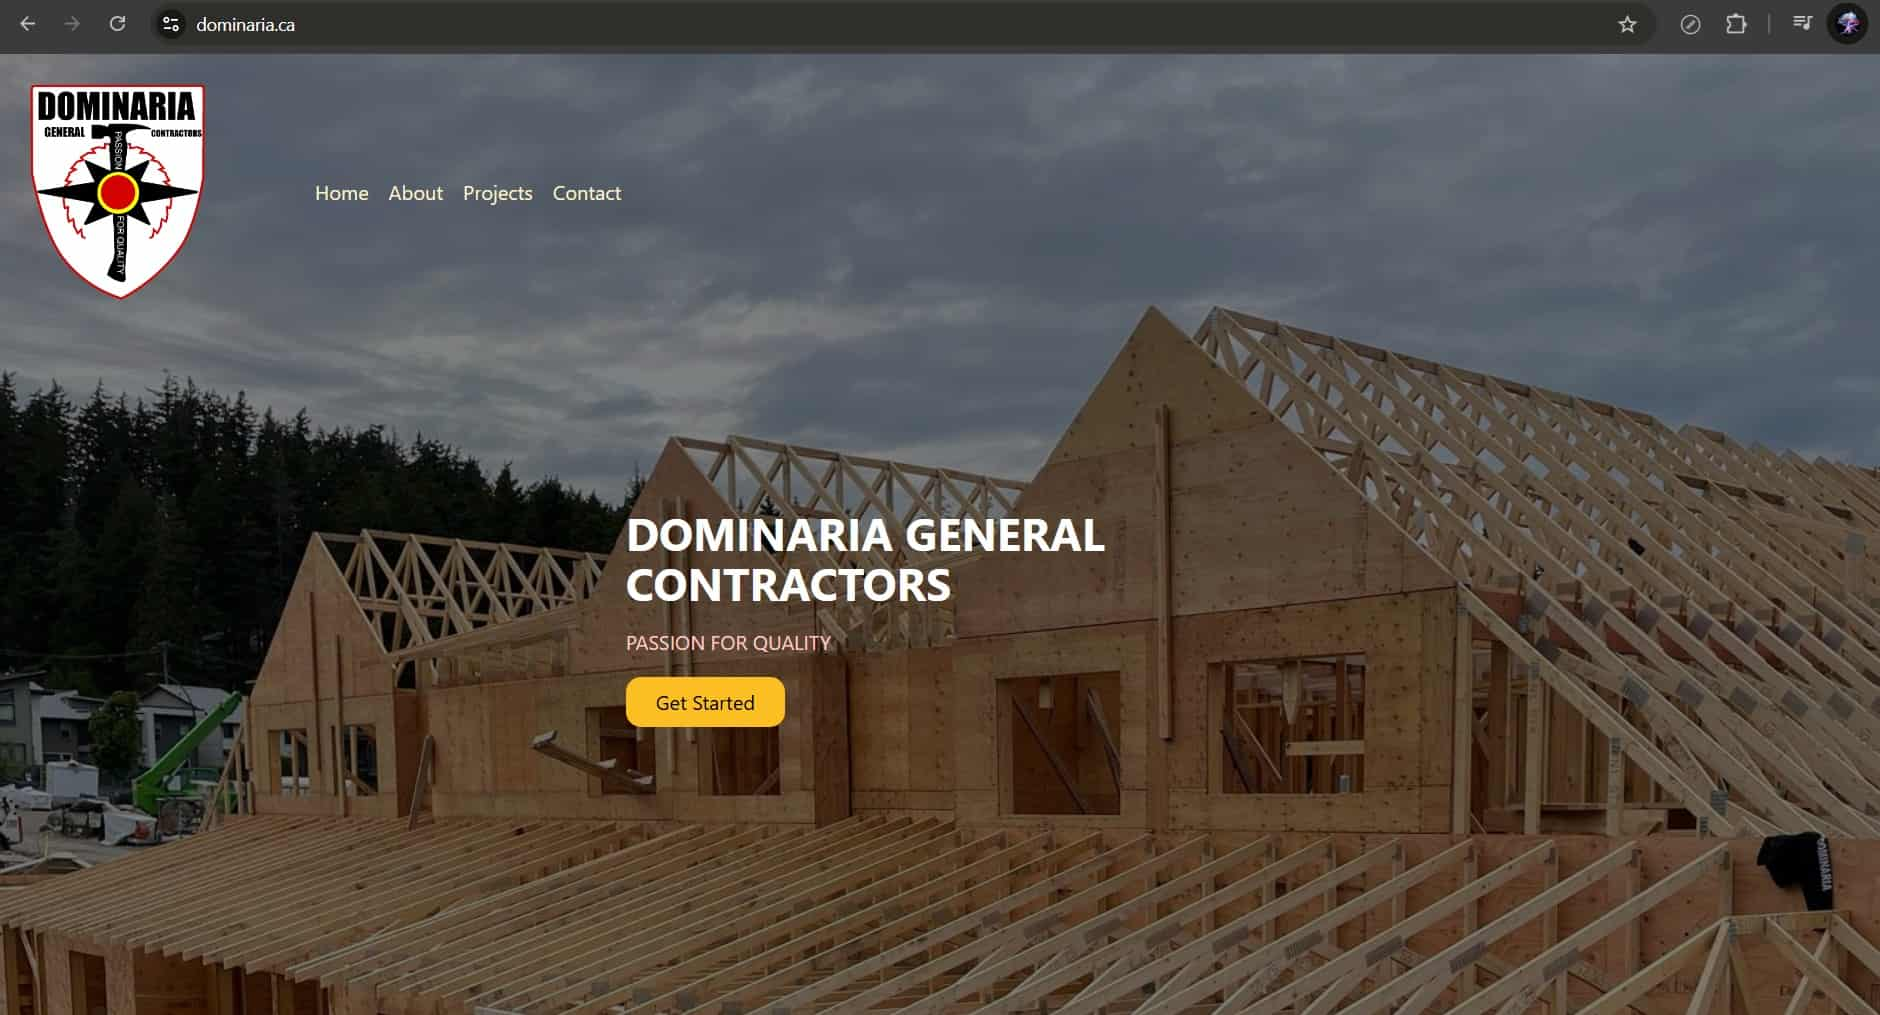 dominaria.ca
DOMINARIA
GENERAL CONTRACTORS
PASSION
FOR QUALITY
Home About Projects Contact
DOMINARIA GENERAL
CONTRACTORS
PASSION FOR QUALITY
Get Started
DOMINARIA